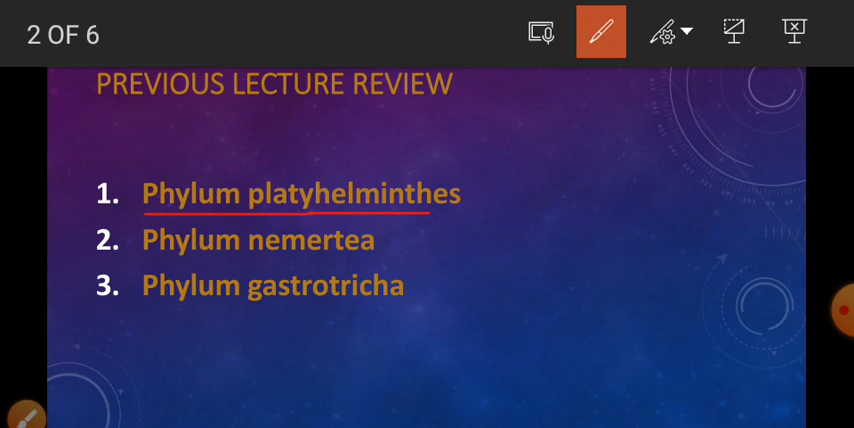 2 OF 6
PREVIOUS LECTURE REVIEW
1. Phylum platyhelminthes
2. Phylum nemertea
3. Phylum gastrotricha